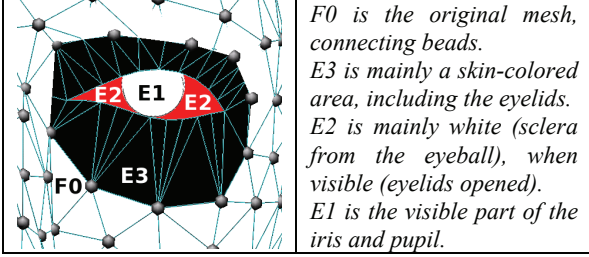 E2 E1 E2
F0 E3
F0 is the original mesh,
connecting beads.
E3 is mainly a skin-colored
area, including the eyelids.
E2 is mainly white (sclera
from the eyeball), when
visible (eyelids opened).
E1 is the visible part of the
iris and pupil.